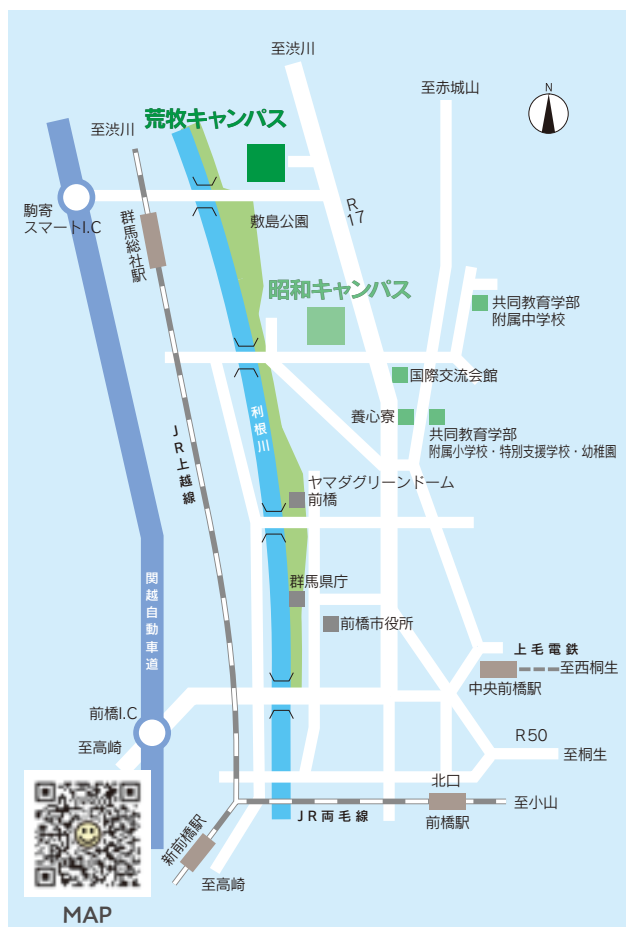 至渋川
至赤城山
N
荒牧キャンパス
至渋川
駒寄
スマートI.C
群馬総社駅
敷島公園
R
17
昭和キャンパス
共同教育学部
附属中学校
国際交流会館
養心寮
共同教育学部
附属小学校・特別支援学校・幼稚園
利根川
JR上越線
ヤマダグリーンドーム
前橋
群馬県庁
前橋市役所
関越自動車道
上毛電鉄
至西桐生
中央前橋駅
前橋I.C
R50
至高崎
至桐生
北口
至小山
JR両毛線
前橋駅
新前橋駅
至高崎
MAP